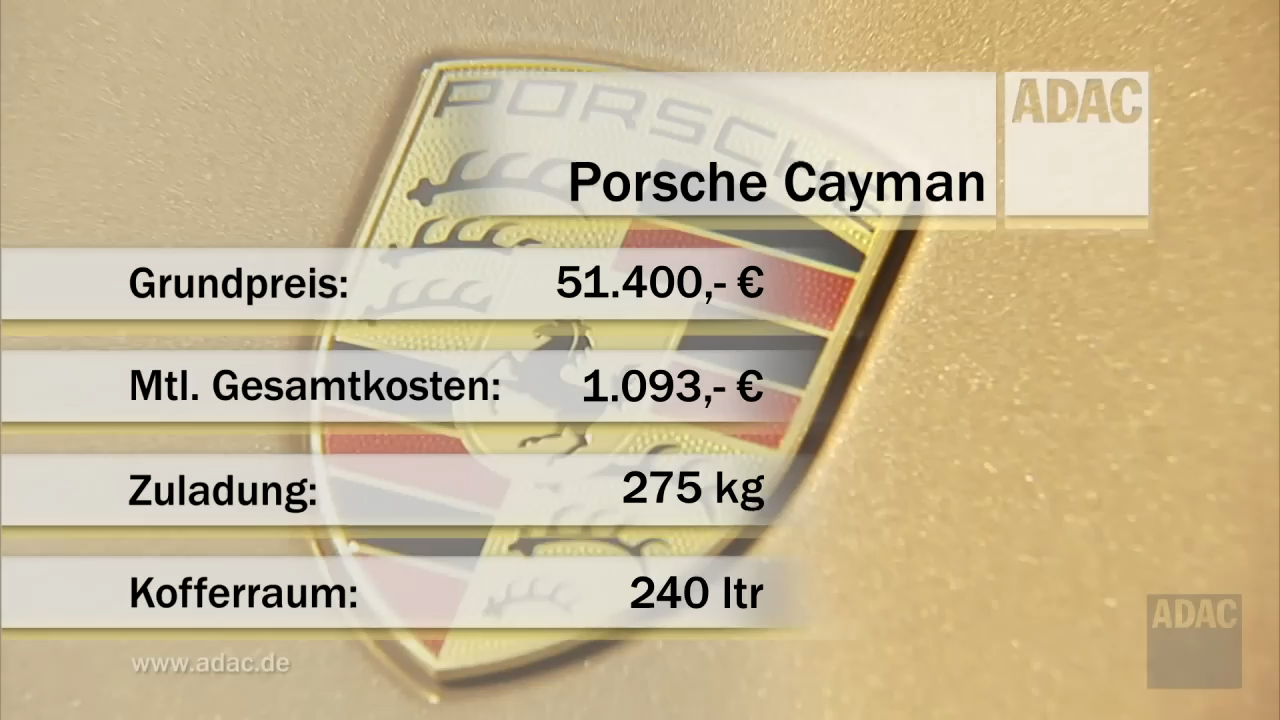 PORSCHE
ADAC
Porsche Cayman
Grundpreis: 51.400,- €
Mtl. Gesamtkosten: 1.093,- €
Zuladung: 275 kg
Kofferraum: 240 ltr
www.adac.de
ADAC